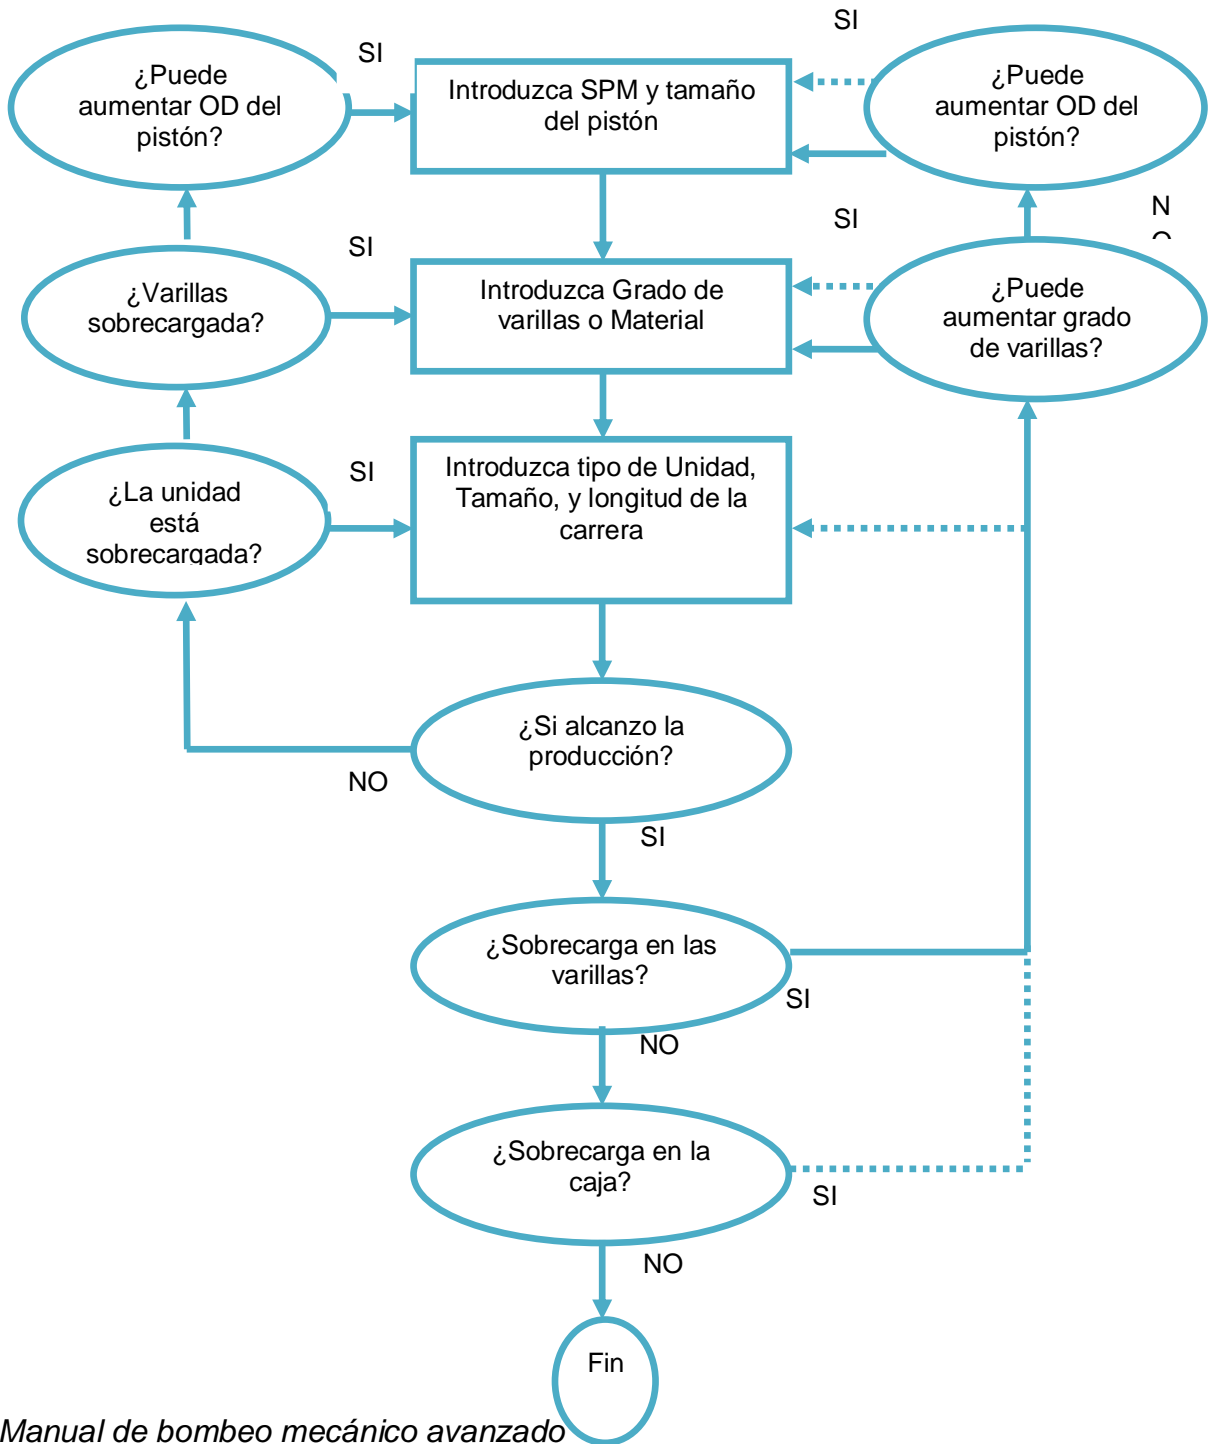 SI
SI
¿Puede
aumentar OD del
pistón?
Introduzca SPM y tamaño
del pistón
¿Puede
aumentar OD del
pistón?
SI
SI
N
¿Varillas
sobrecargada?
Introduzca Grado de
varillas o Material
¿Puede
aumentar grado
de varillas?
SI
¿La unidad
está
sobrecargada?
Introduzca tipo de Unidad,
Tamaño, y longitud de la
carrera
¿Si alcanzo la
producción?
NO
SI
¿Sobrecarga en las
varillas?
SI
NO
¿Sobrecarga en la
caja?
SI
NO
Fin
Manual de bombeo mecánico avanzado